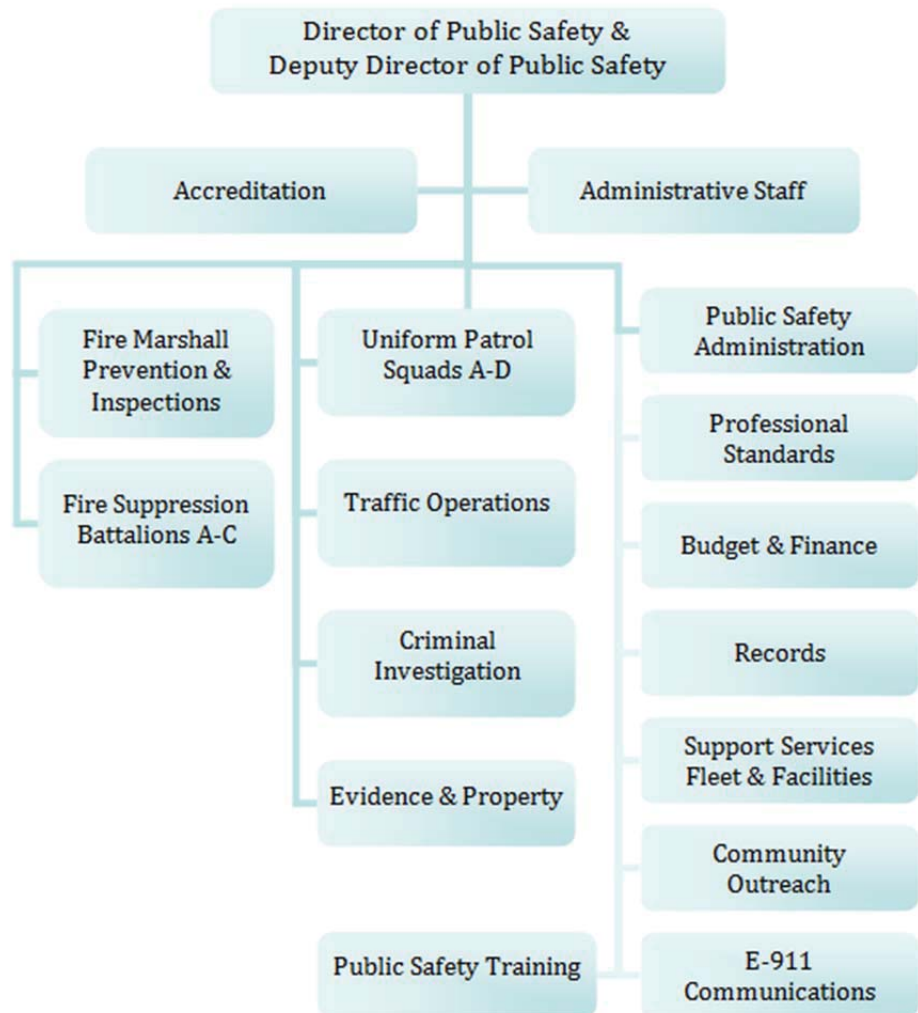 Director of Public Safety &
Deputy Director of Public Safety
Accreditation
Administrative Staff
Fire Marshall
Prevention &
Inspections
Fire Suppression
Battalions A-C
Uniform Patrol
Squads A-D
Traffic Operations
Criminal
Investigation
Evidence & Property
Public Safety Training
Public Safety
Administration
Professional
Standards
Budget & Finance
Records
Support Services
Fleet & Facilities
Community
Outreach
E-911
Communications